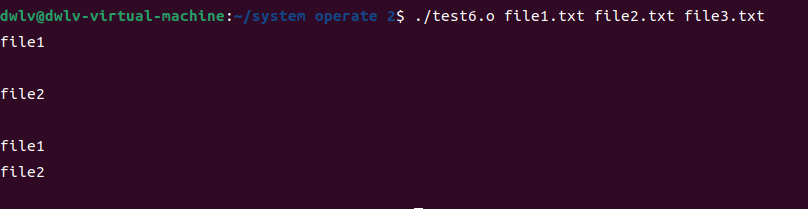 dwlv@dwlv-virtual-machine:~/system operate 2$ ./test6.o file1.txt file2.txt file3.txt
file1
file2
file1
file2